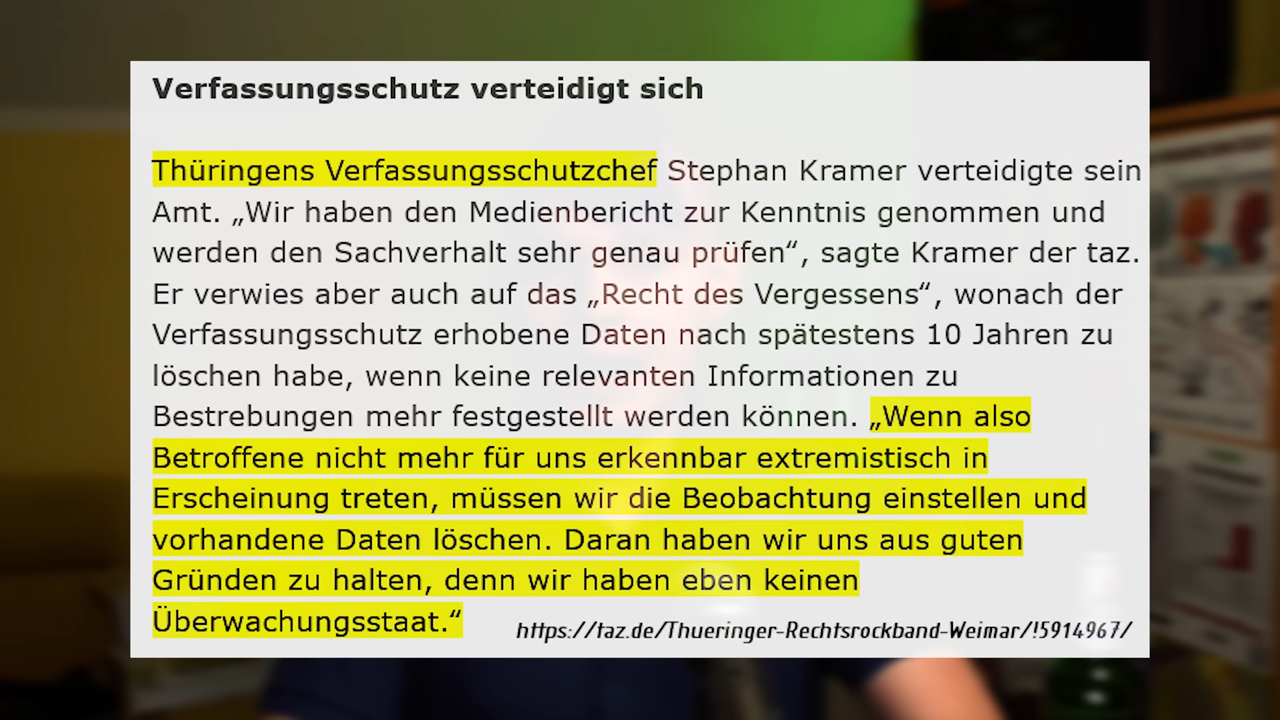 Verfassungsschutz verteidigt sich
Thüringens Verfassungsschutzchef Stephan Kramer verteidigte sein
Amt. „Wir haben den Medienbericht zur Kenntnis genommen und
werden den Sachverhalt sehr genau prüfen“, sagte Kramer der taz.
Er verwies aber auch auf das „Recht des Vergessens“, wonach der
Verfassungsschutz erhobene Daten nach spätestens 10 Jahren zu
löschen habe, wenn keine relevanten Informationen zu
Bestrebungen mehr festgestellt werden können. „Wenn also
Betroffene nicht mehr für uns erkennbar extremistisch in
Erscheinung treten, müssen wir die Beobachtung einstellen und
vorhandene Daten löschen. Daran haben wir uns aus guten
Gründen zu halten, denn wir haben eben keinen
Überwachungsstaat.“
https://taz.de/Thueringer-Rechtsrockband-Weimar/!5914967/